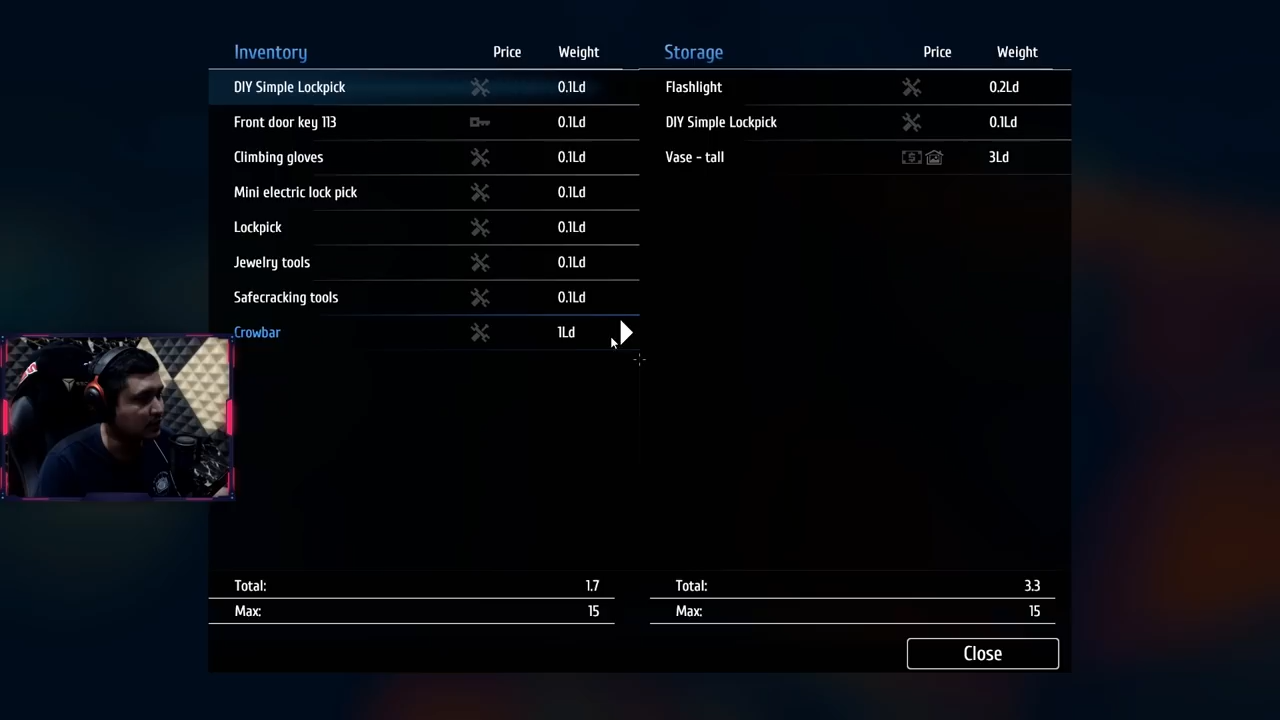 Inventory Price Weight
DIY Simple Lockpick 0.1Ld
Front door key 113 0.1Ld
Climbing gloves 0.1Ld
Mini electric lock pick 0.1Ld
Lockpick 0.1Ld
Jewelry tools 0.1Ld
Safecracking tools 0.1Ld
Crowbar 1Ld
Total: 1.7
Max: 15
Storage Price Weight
Flashlight 0.2Ld
DIY Simple Lockpick 0.1Ld
Vase - tall 3Ld
Total: 3.3
Max: 15
Close